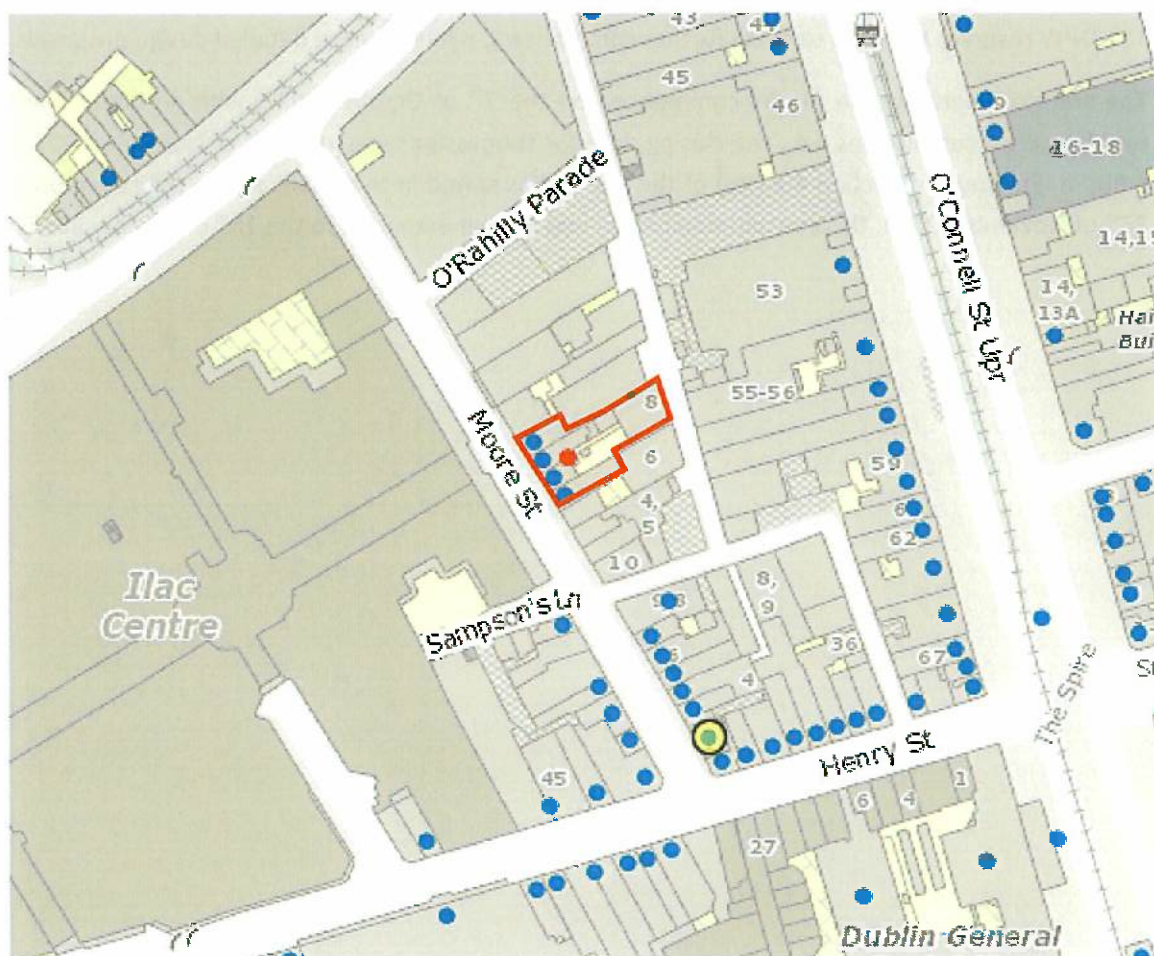 43
44,
45
46
16-18
O'Rahilly Parade
O'Connell St Upr
14,15
53
14,
13A
Moore St
55-56
8
6
59
4,
5
62
10
Ilac
Centre
Sampson's Ln
8,
9
36
4
67
The Spire
Henry St
45
1
6
4
27
Dublin General